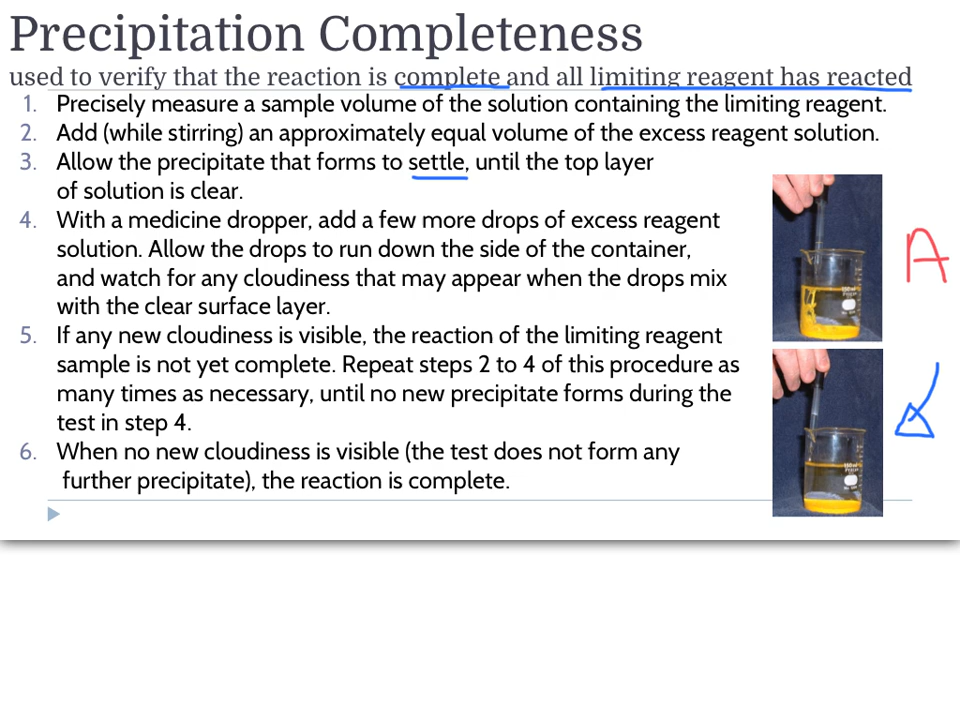 Precipitation Completeness
used to verify that the reaction is complete and all limiting reagent has reacted
1. Precisely measure a sample volume of the solution containing the limiting reagent.
2. Add (while stirring) an approximately equal volume of the excess reagent solution.
3. Allow the precipitate that forms to settle, until the top layer
of solution is clear.
4. With a medicine dropper, add a few more drops of excess reagent
solution. Allow the drops to run down the side of the container,
and watch for any cloudiness that may appear when the drops mix
with the clear surface layer.
5. If any new cloudiness is visible, the reaction of the limiting reagent
sample is not yet complete. Repeat steps 2 to 4 of this procedure as
many times as necessary, until no new precipitate forms during the
test in step 4.
6. When no new cloudiness is visible (the test does not form any
further precipitate), the reaction is complete.
A